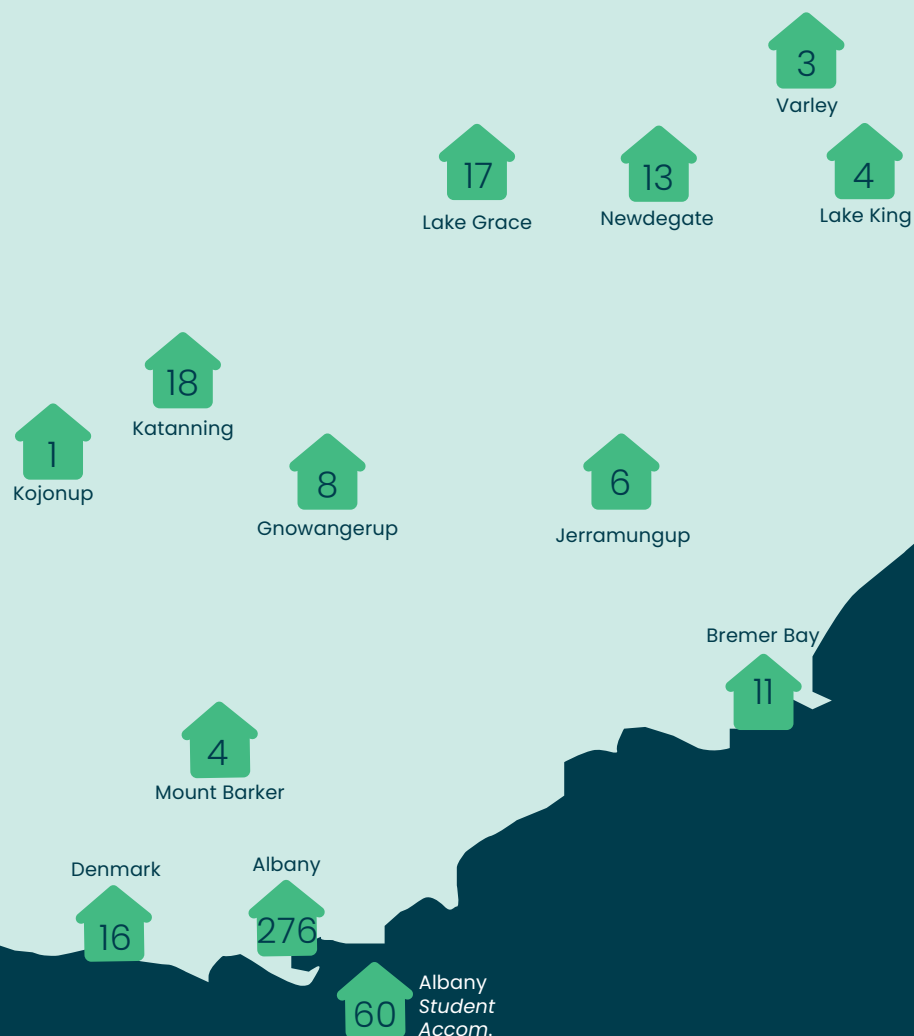 3
Varley
17
Lake Grace
13
Newdegate
4
Lake King
18
Katanning
1
Kojonup
8
Gnowangerup
6
Jerramungup
Bremer Bay
11
4
Mount Barker
Denmark
16
Albany
276
60
Albany
Student
Accom.